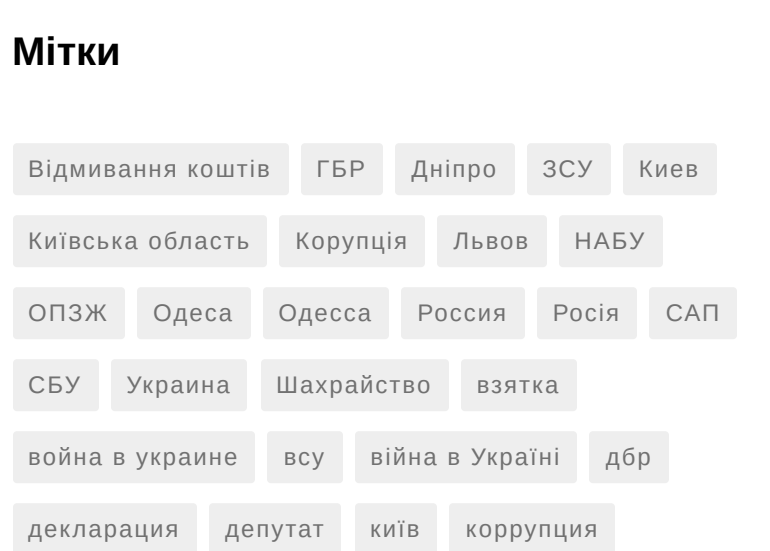 Мітки
Відмивання коштів ГБР Дніпро ЗСУ Киев
Київська область Корупція Львов НАБУ
ОПЗЖ Одеса Одесса Россия Росія САП
СБУ Украина Шахрайство взятка
война в украине всу війна в Україні дбр
декларация депутат київ коррупция